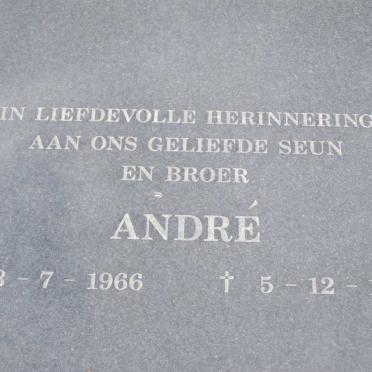 IN LIEFDEVOLLE HERINNERING
AAN ONS GELIEFDE SEUN
EN BROER
ANDRÉ
- 7 - 1966 † 5 - 12 -